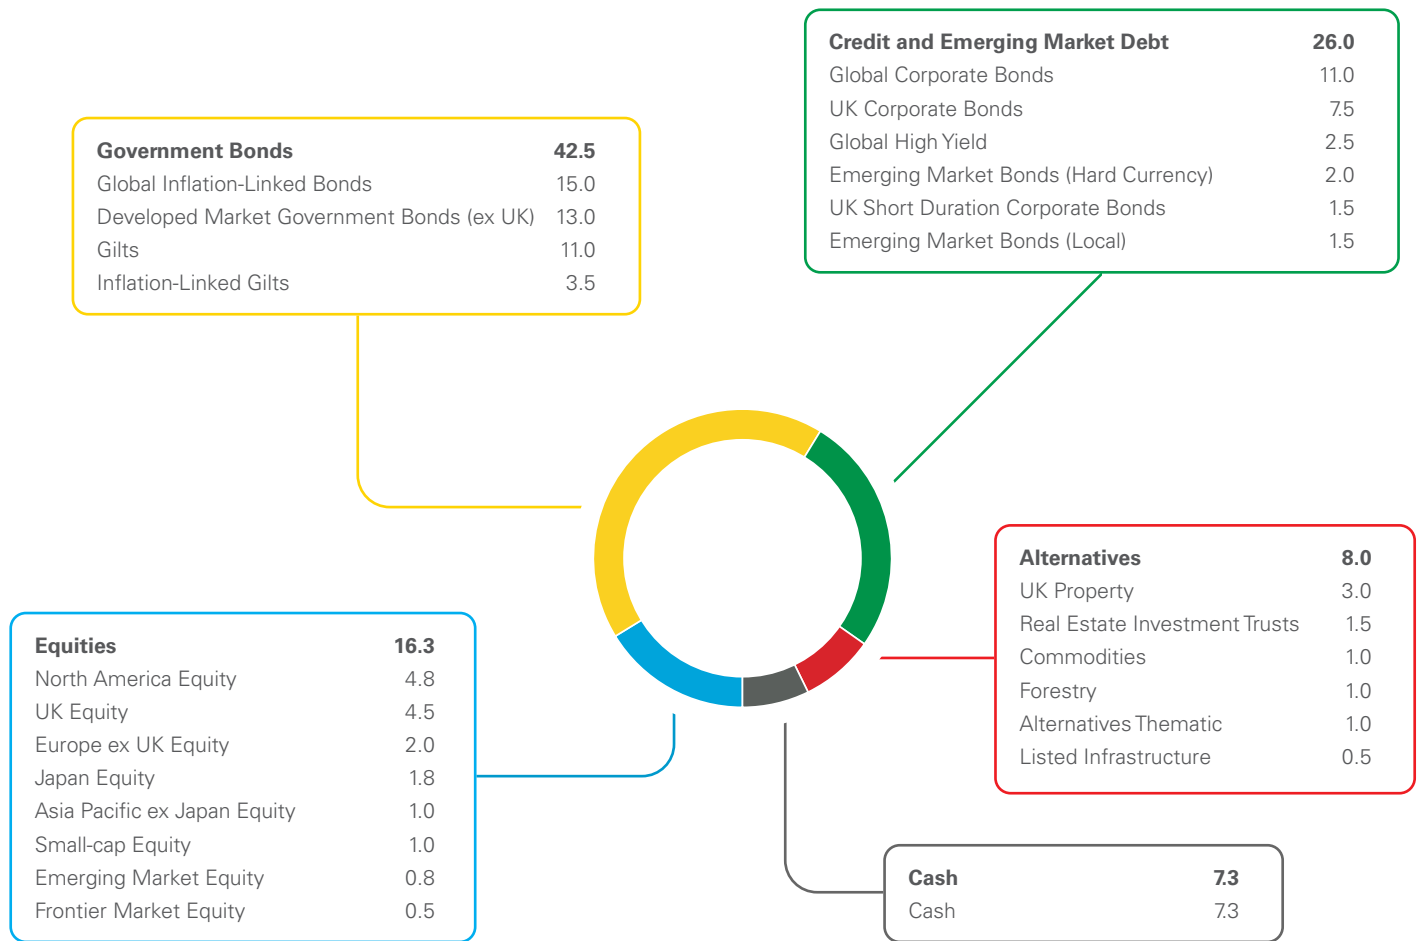 Credit and Emerging Market Debt 26.0
Global Corporate Bonds 11.0
UK Corporate Bonds 7.5
Global High Yield 2.5
Emerging Market Bonds (Hard Currency) 2.0
UK Short Duration Corporate Bonds 1.5
Emerging Market Bonds (Local) 1.5
Government Bonds 42.5
Global Inflation-Linked Bonds 15.0
Developed Market Government Bonds (ex UK) 13.0
Gilts 11.0
Inflation-Linked Gilts 3.5
Alternatives 8.0
UK Property 3.0
Real Estate Investment Trusts 1.5
Commodities 1.0
Forestry 1.0
Alternatives Thematic 1.0
Listed Infrastructure 0.5
Equities 16.3
North America Equity 4.8
UK Equity 4.5
Europe ex UK Equity 2.0
Japan Equity 1.8
Asia Pacific ex Japan Equity 1.0
Small-cap Equity 1.0
Emerging Market Equity 0.8
Frontier Market Equity 0.5
Cash 7.3
Cash 7.3